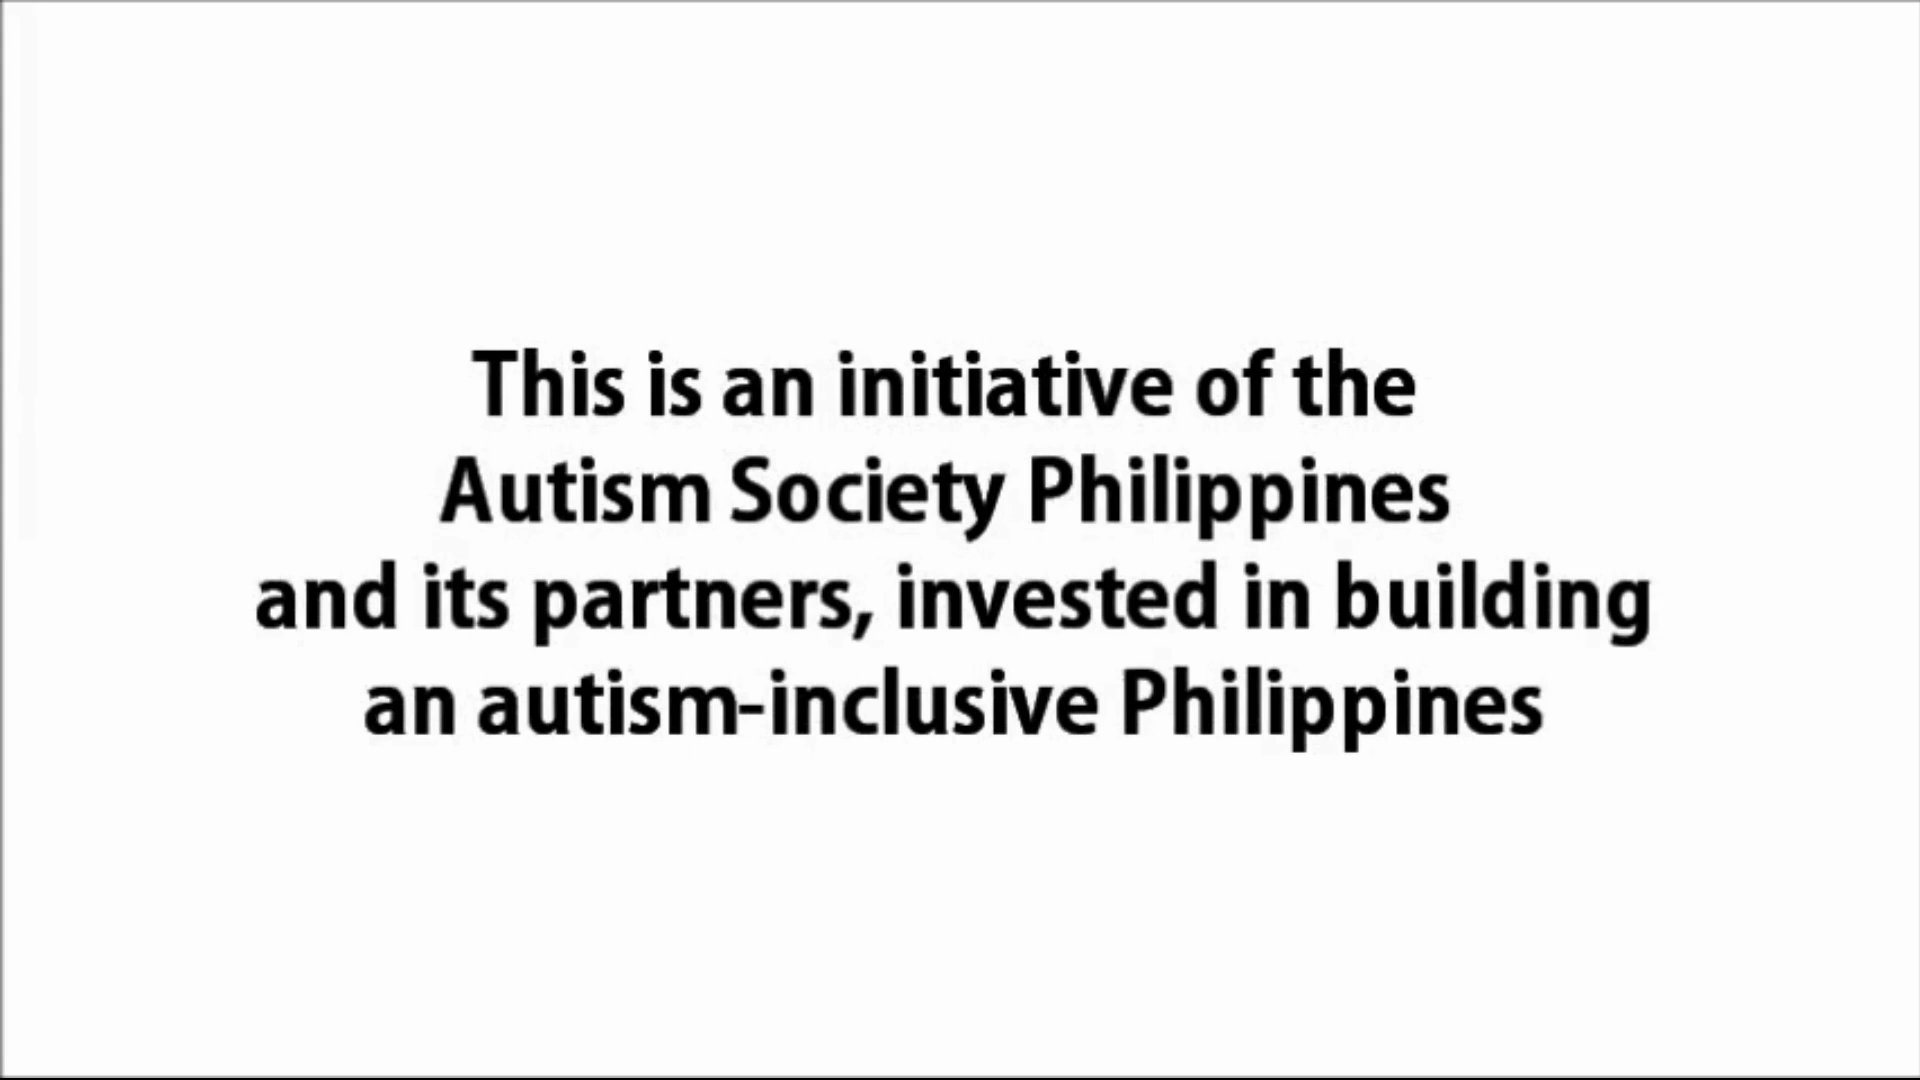 This is an initiative of the
Autism Society Philippines
and its partners, invested in building
an autism-inclusive Philippines